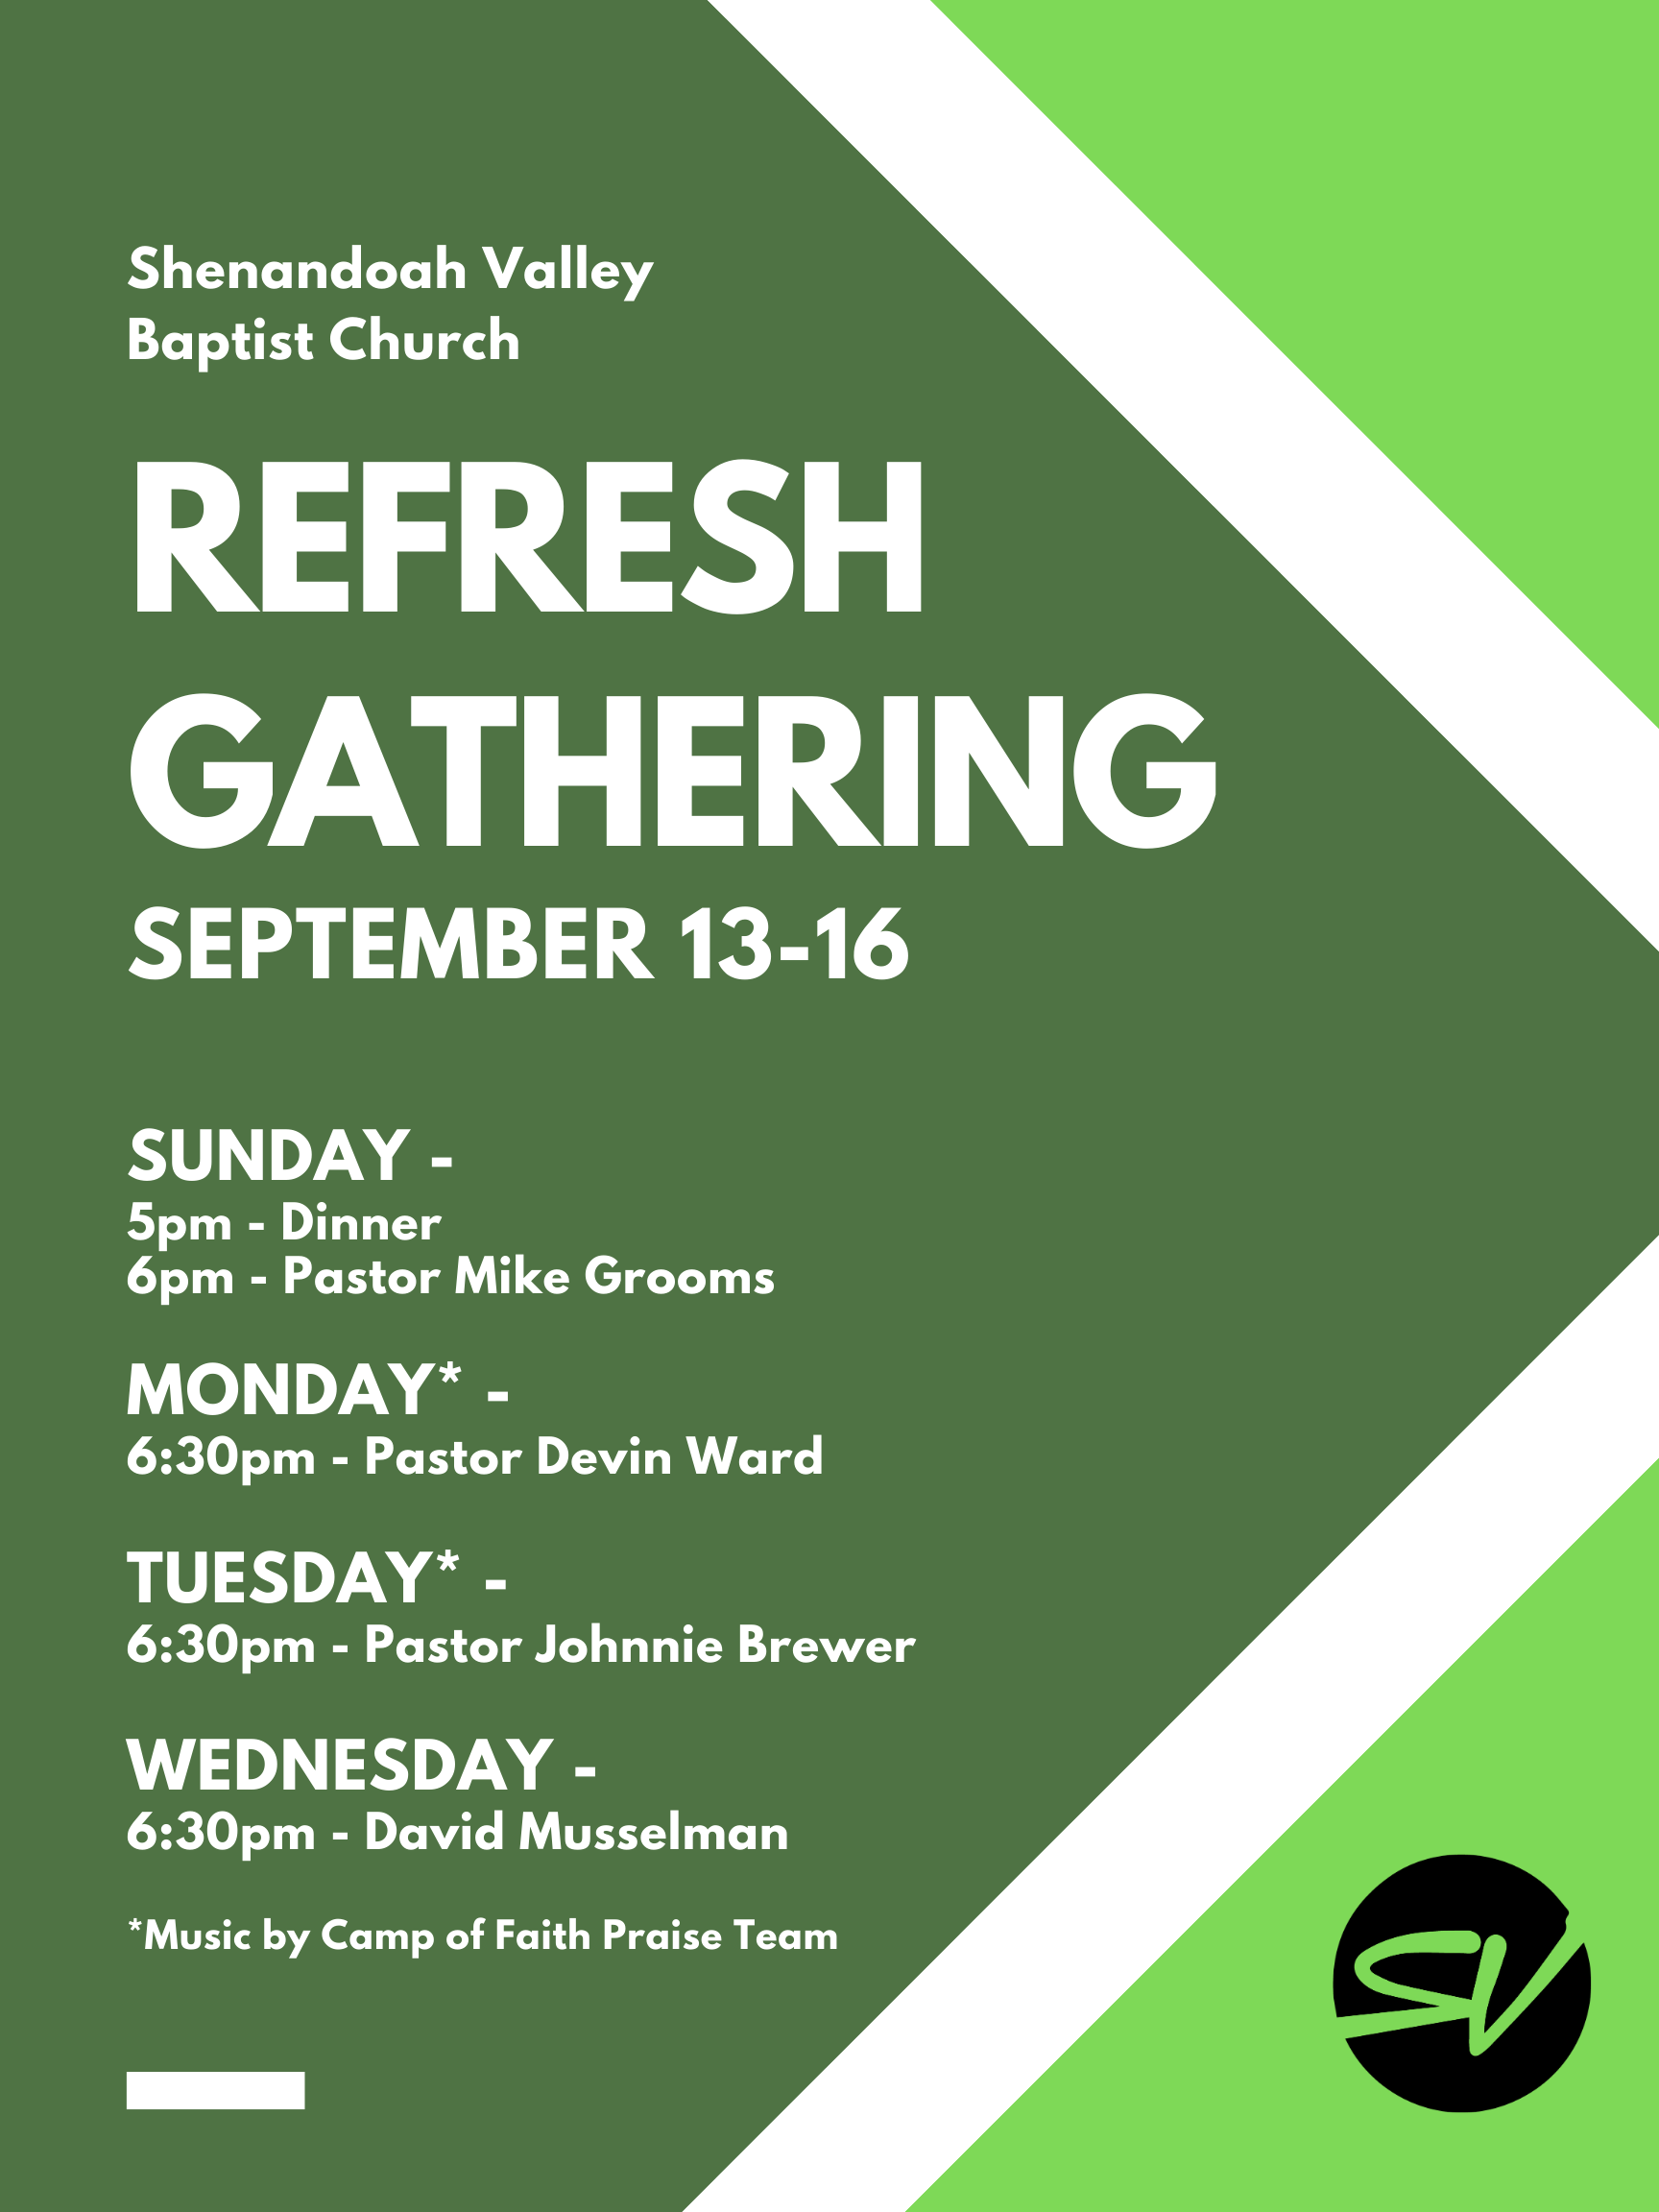 Shenandoah Valley
Baptist Church
REFRESH
GATHERING
SEPTEMBER 13-16
SUNDAY -
5pm - Dinner
6pm - Pastor Mike Grooms
MONDAY* -
6:30pm - Pastor Devin Ward
TUESDAY* -
6:30pm - Pastor Johnnie Brewer
WEDNESDAY -
6:30pm - David Musselman
*Music by Camp of Faith Praise Team
SV